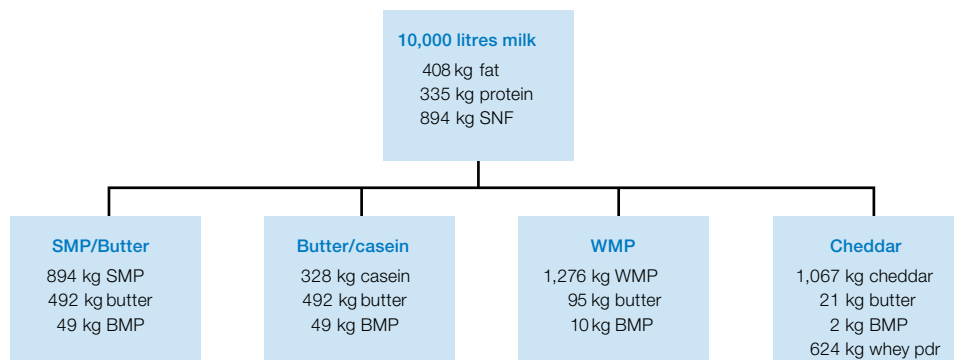 10,000 litres milk
408 kg fat
335 kg protein
894 kg SNF
SMP/Butter
894 kg SMP
492 kg butter
49 kg BMP
Butter/casein
328 kg casein
492 kg butter
49 kg BMP
WMP
1,276 kg WMP
95 kg butter
10 kg BMP
Cheddar
1,067 kg cheddar
21 kg butter
2 kg BMP
624 kg whey pdr